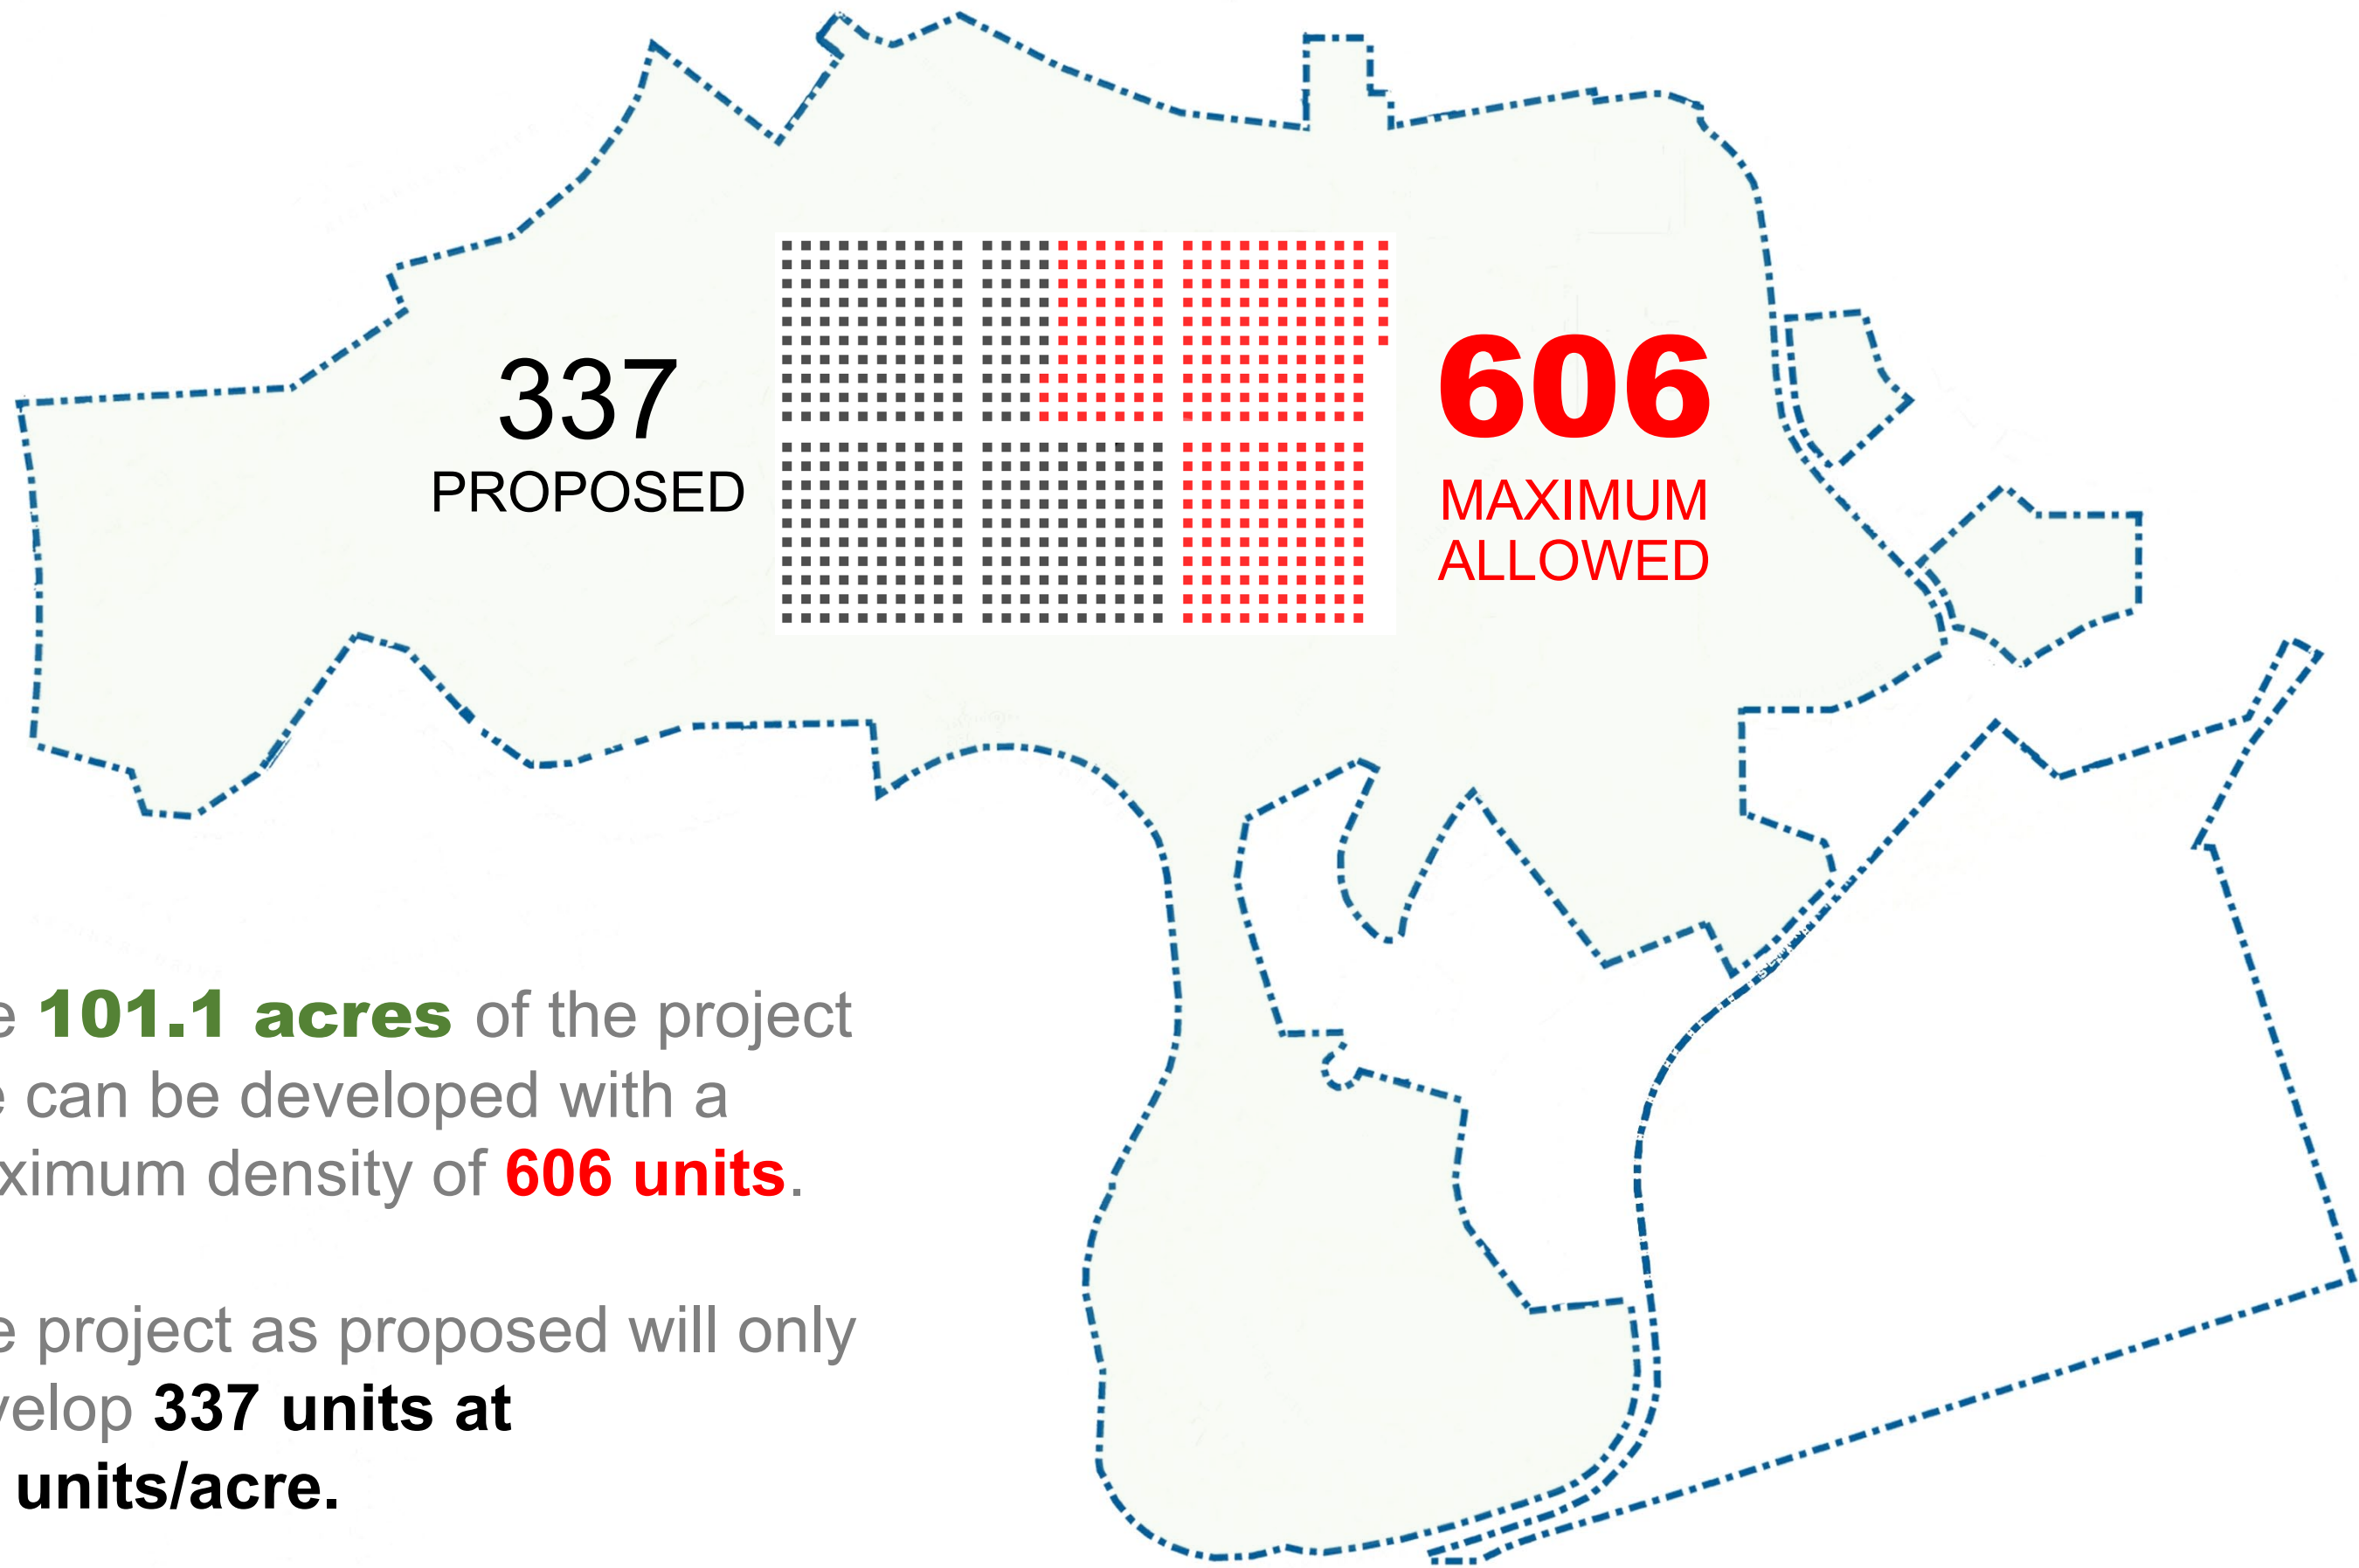 337
PROPOSED
606
MAXIMUM
ALLOWED
e 101.1 acres of the project
e can be developed with a
ximum density of 606 units.
e project as proposed will only
velop 337 units at
units/acre.